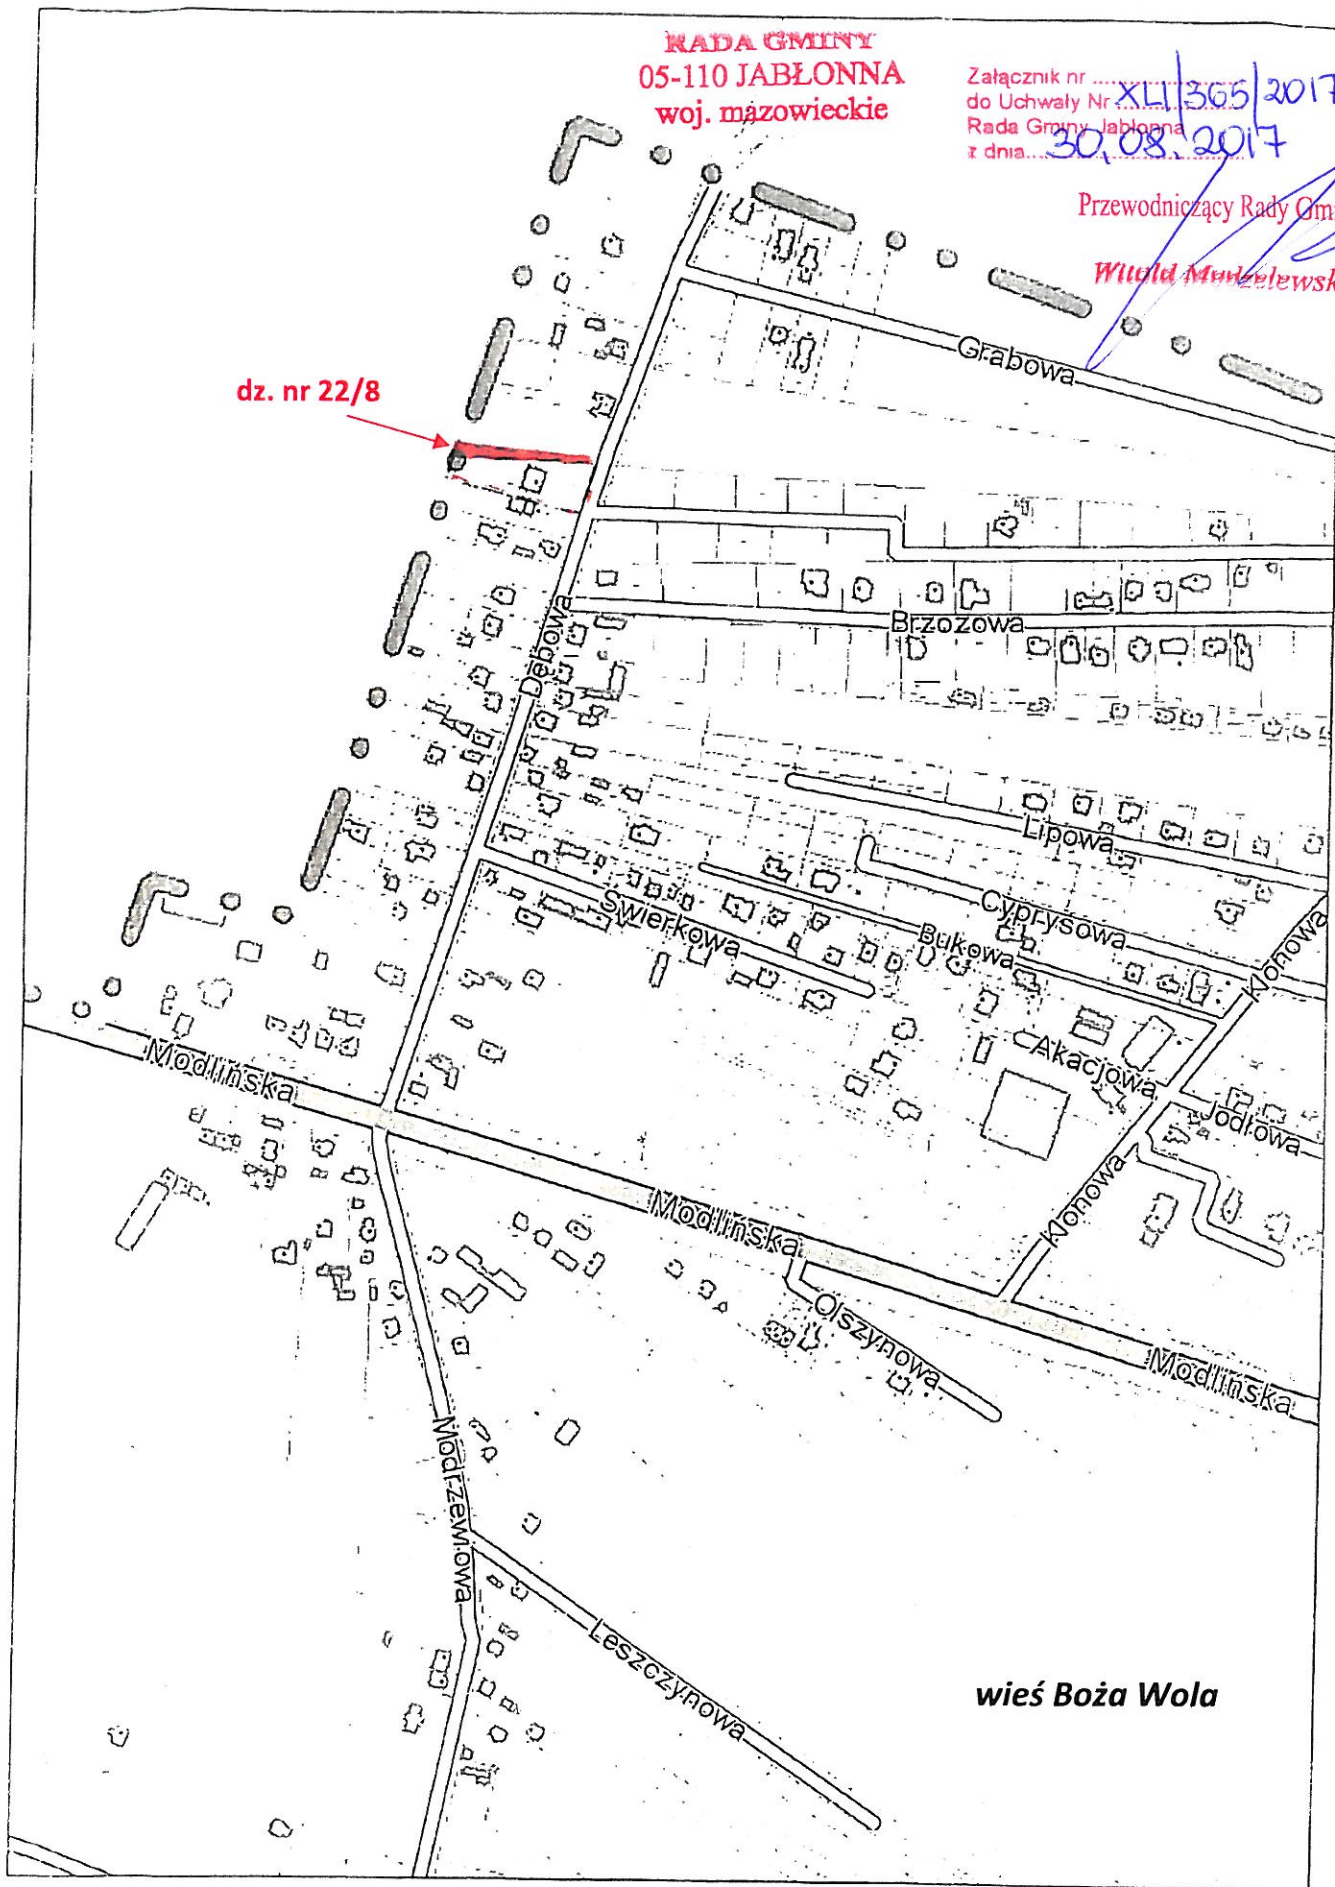 RADA GMINY
05-110 JABŁONNA
woj. mazowieckie
Załącznik nr ....................
do Uchwały Nr XLI/365/2017
Rada Gminy Jabłonna
z dnia... 30.08.2017
Przewodniczący Rady Gm
Witold Modzelewsk
dz. nr 22/8
Grabowa
Brzozowa
Dębowa
Lipowa
Cyprysowa
Świerkowa
Bukowa
Klonowa
Akacjowa
Jodłowa
Modlińska
Klonowa
Modlińska
Olszynowa
Modlińska
Modrzewiowa
Leszczynowa
wieś Boża Wola